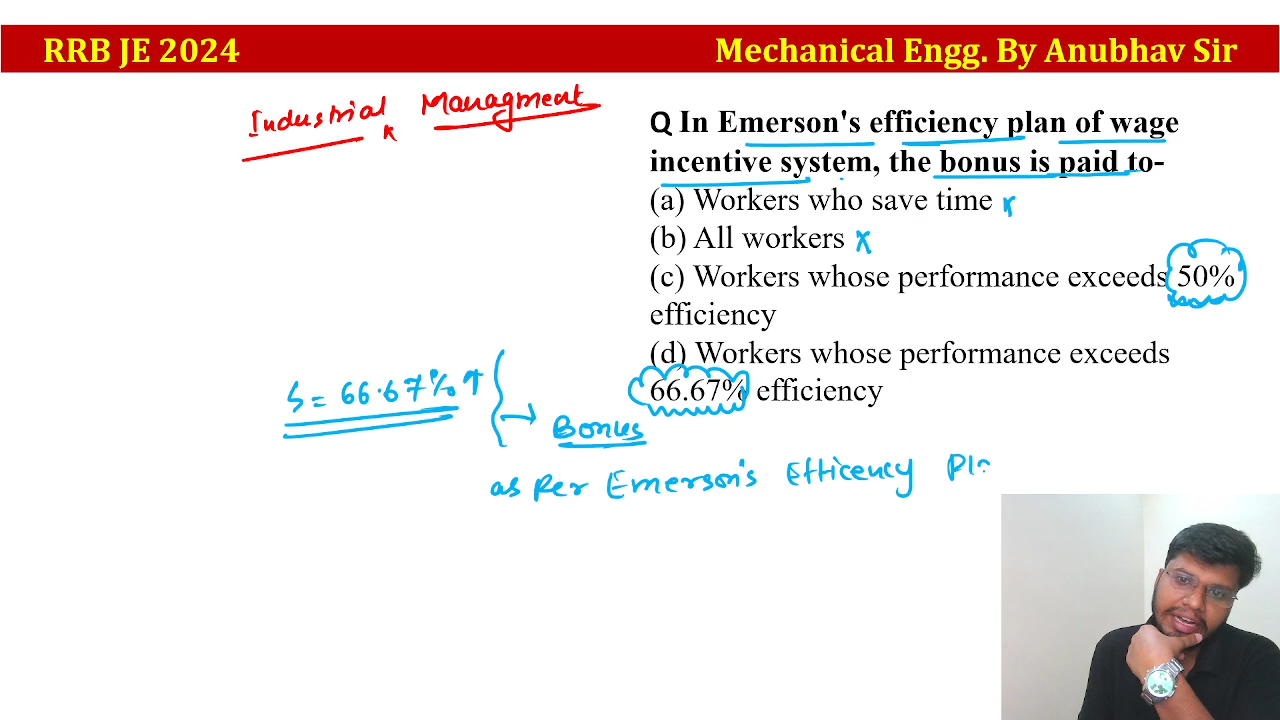 RRB JE 2024
Mechanical Engg. By Anubhav Sir
Industrial Managment
Q In Emerson's efficiency plan of wage
incentive system, the bonus is paid to-
(a) Workers who save time x
(b) All workers x
(c) Workers whose performance exceeds 50%
efficiency
(d) Workers whose performance exceeds
66.67% efficiency
= 66.67% ↑
→ Bonus
as Per Emerson's Efficency